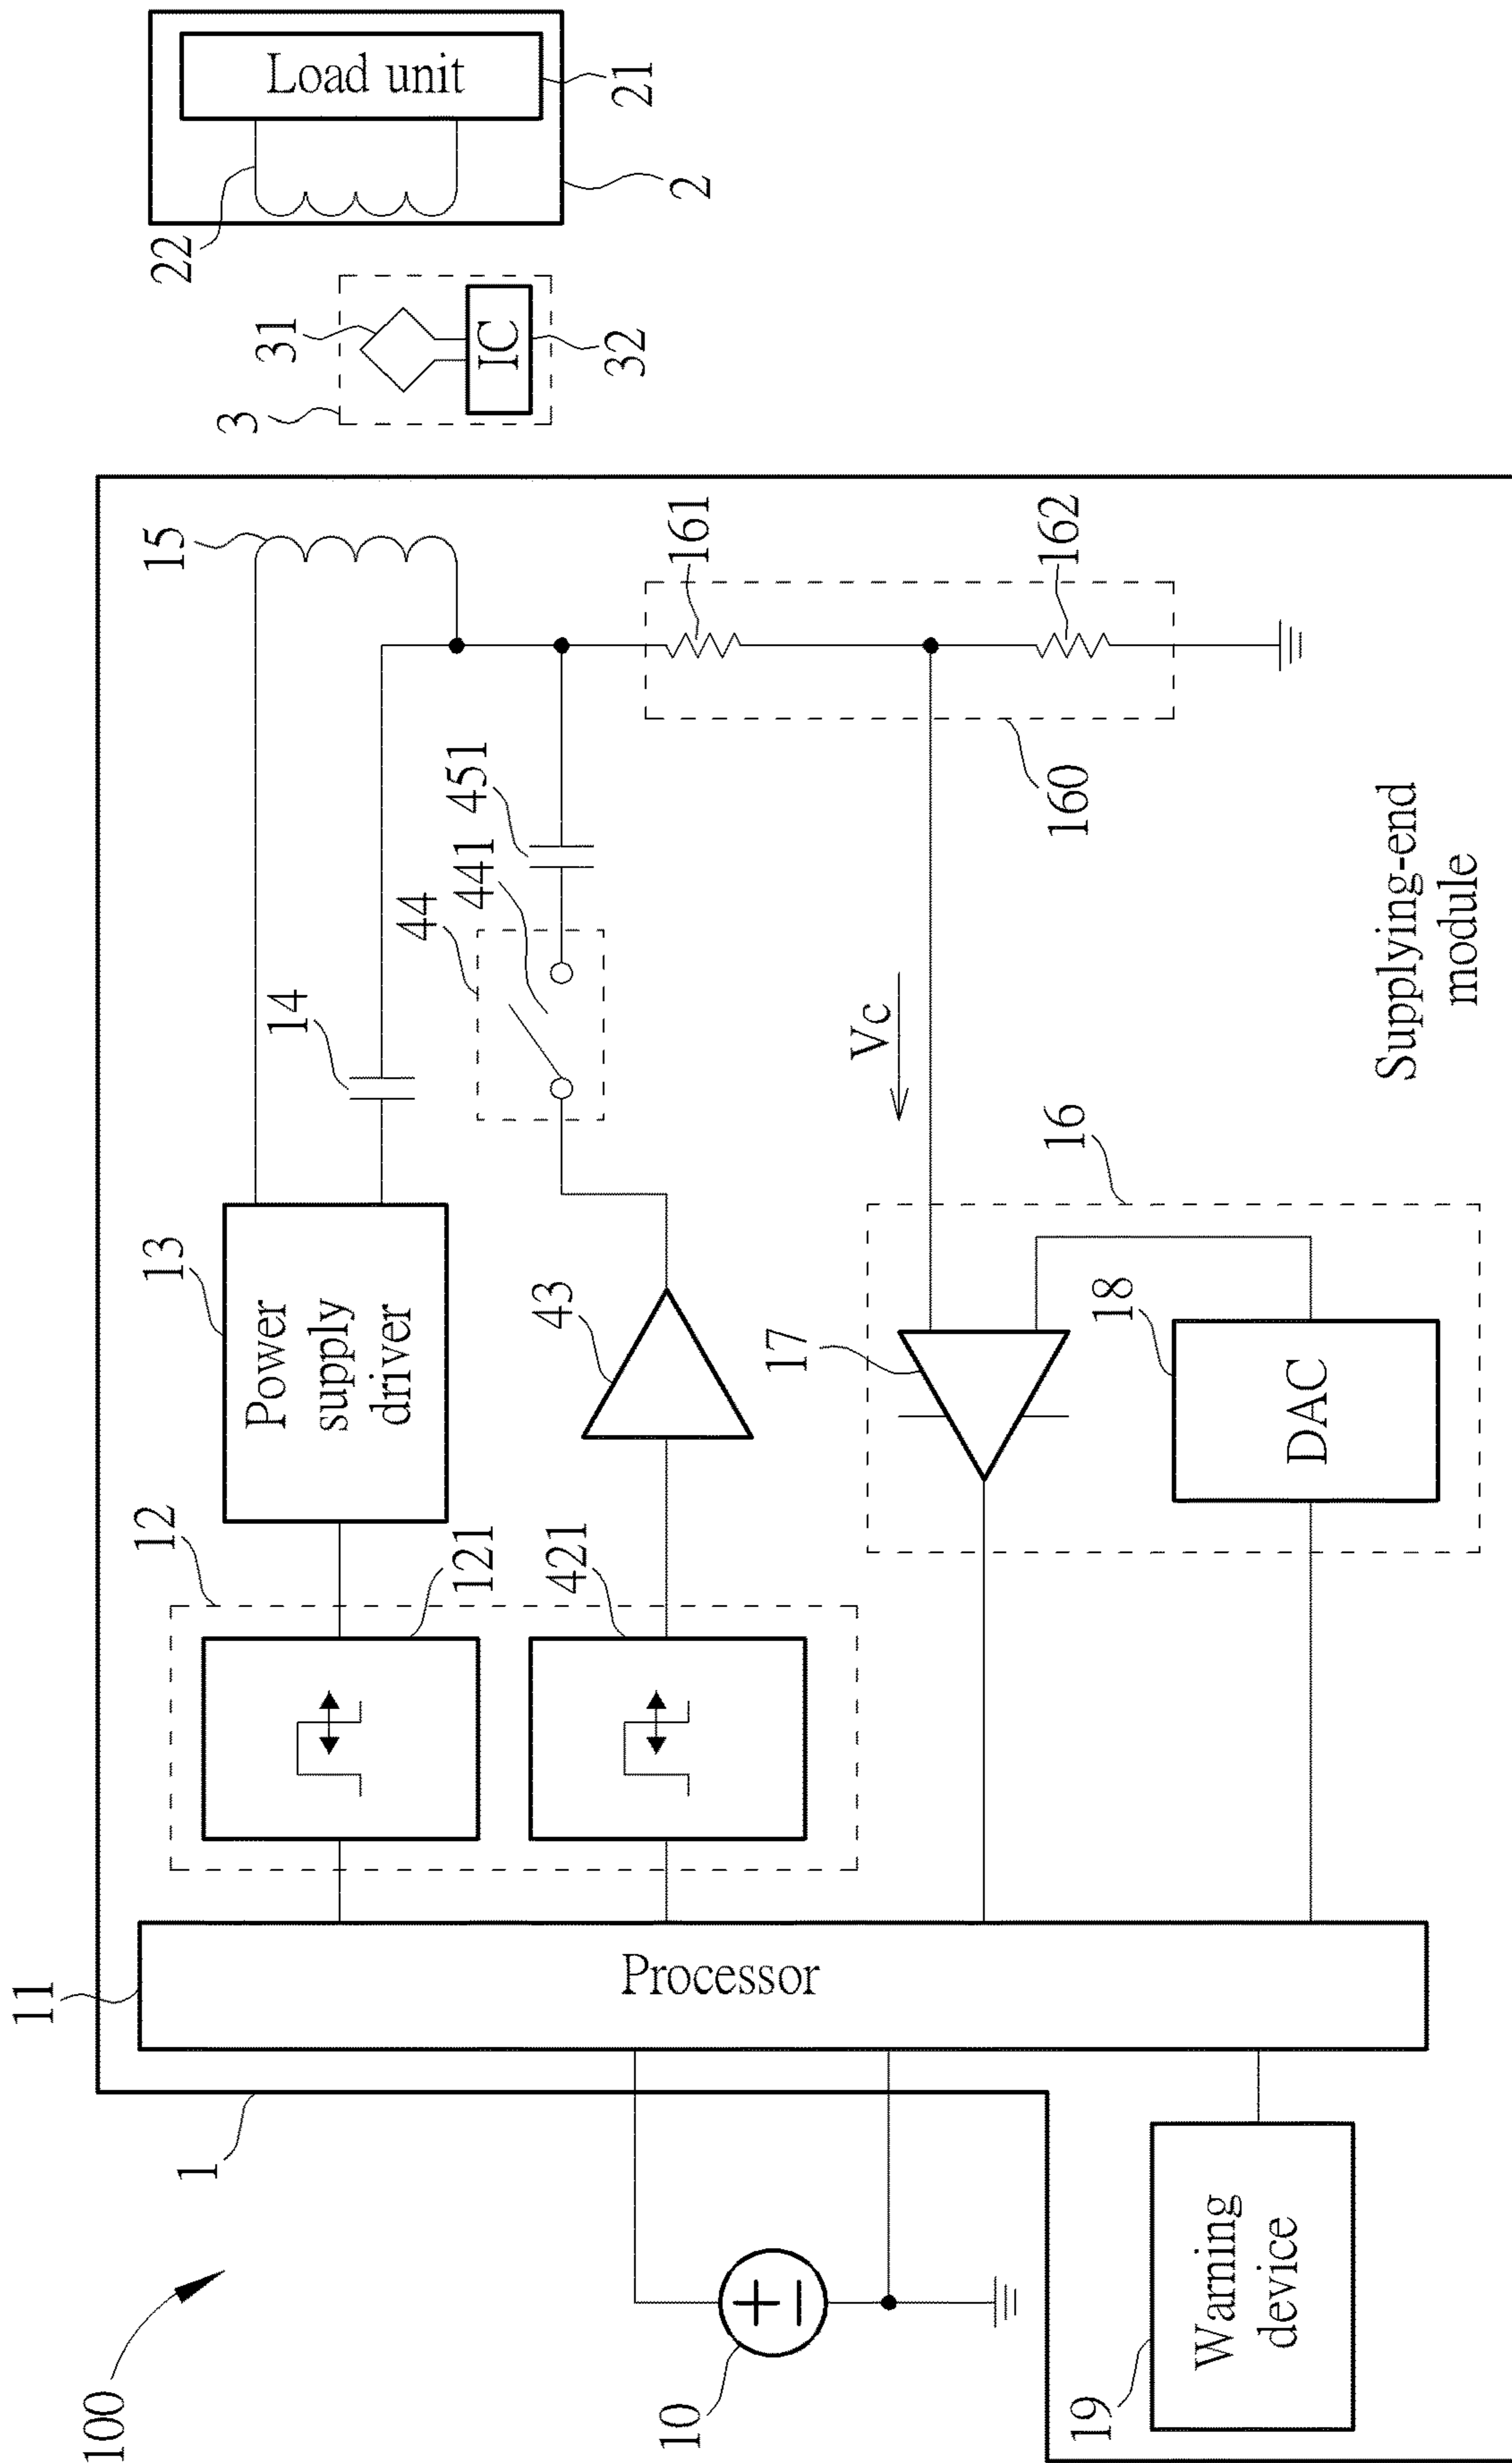 100
1
11
12
121
421
13
14
15
43
44
441
451
Power
supply
driver
Processor
10
Warning
device
19
17
18
DAC
16
Vc
160
161
162
Supplying-end
module
3
31
IC
32
22
Load unit
21
2